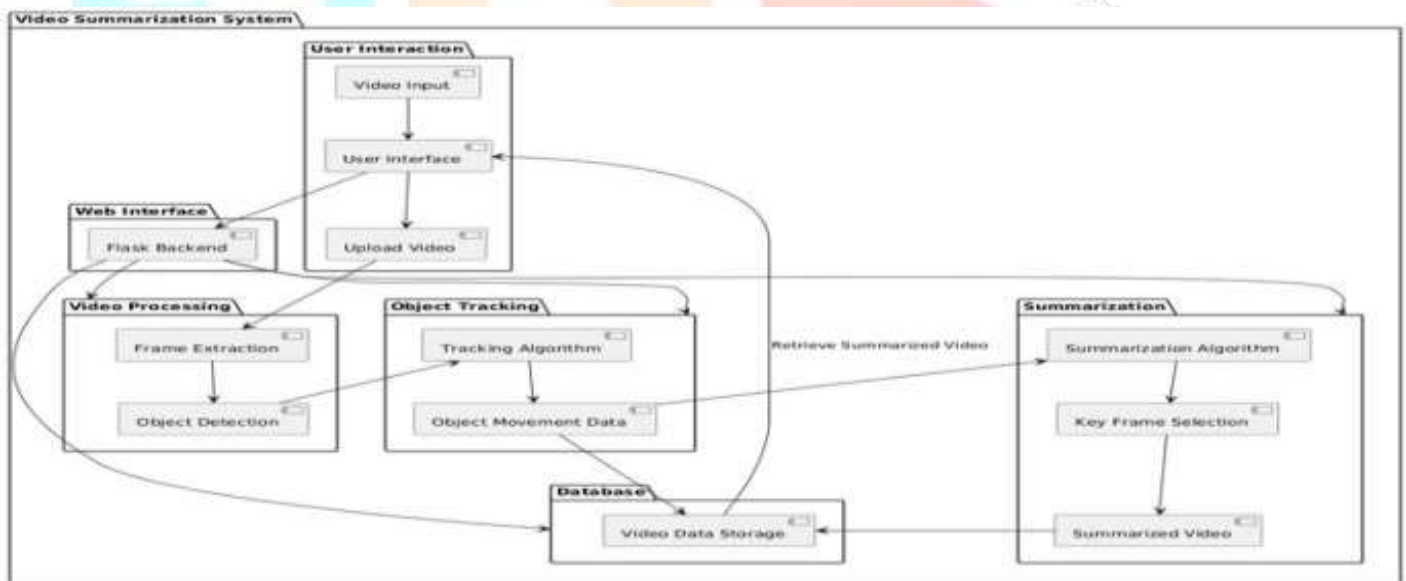 Video Summarization System
User Interaction
Video Input
User Interface
Web Interface
Flask Backend
Upload Video
Video Processing
Frame Extraction
Object Detection
Object Tracking
Tracking Algorithm
Object Movement Data
Retrieve Summarized Video
Summarization
Summarization Algorithm
Key Frame Selection
Summarized Video
Database
Video Data Storage